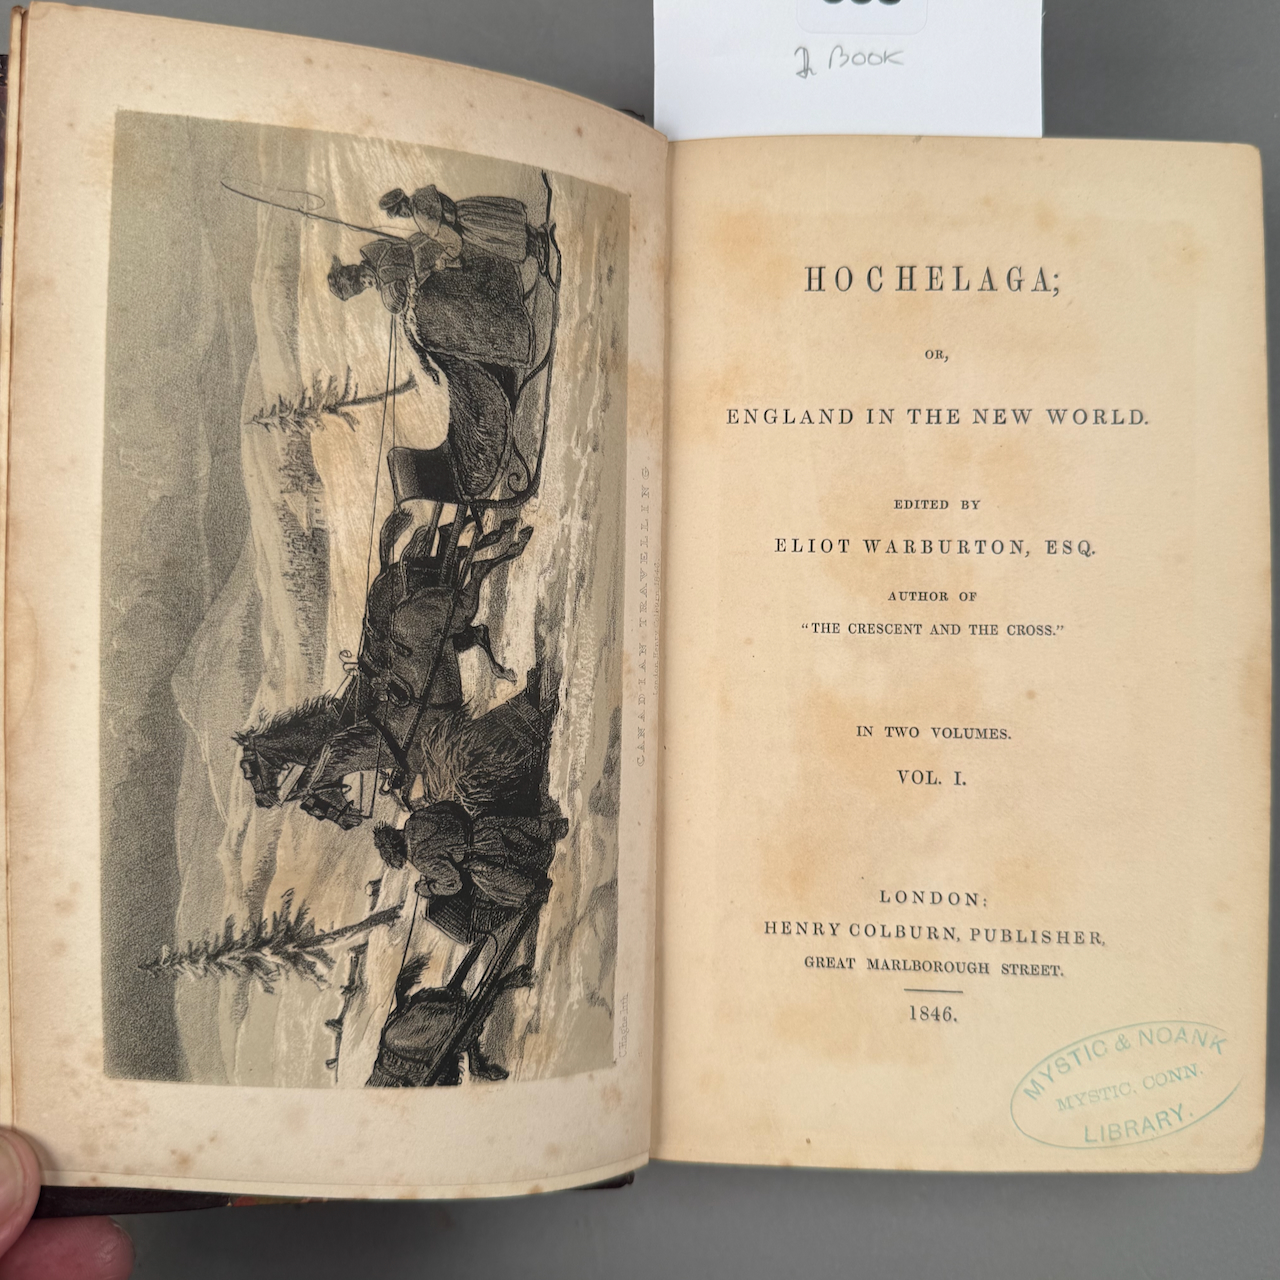 BOOK
CANADIAN TRAVELLING.
HOCHELAGA;
OR,
ENGLAND IN THE NEW WORLD.
EDITED BY
ELIOT WARBURTON, ESQ.
AUTHOR OF
"THE CRESCENT AND THE CROSS."
IN TWO VOLUMES.
VOL. I.
LONDON:
HENRY COLBURN, PUBLISHER,
GREAT MARLBOROUGH STREET.
1846.
MYSTIC & NOANK
MYSTIC, CONN.
LIBRARY.